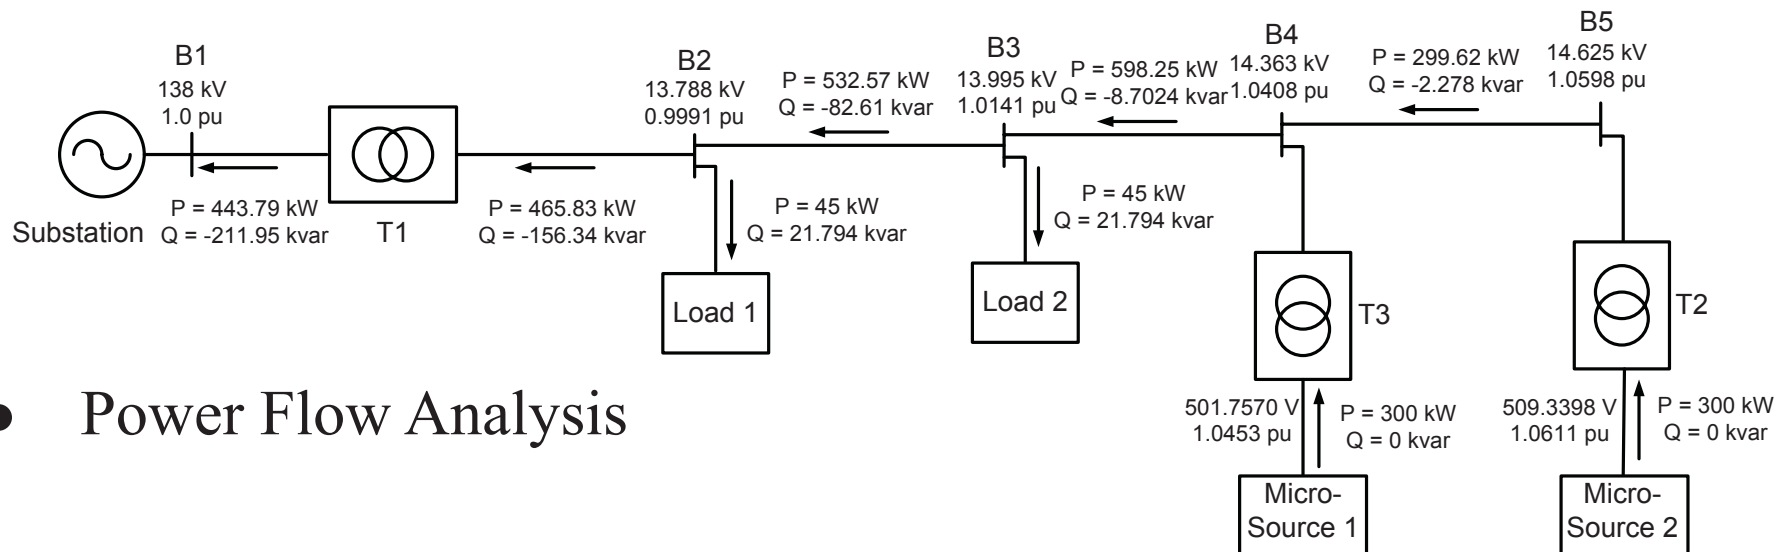 B1
138 kV
1.0 pu
Substation
P = 443.79 kW
Q = -211.95 kvar
T1
P = 465.83 kW
Q = -156.34 kvar
B2
13.788 kV
0.9991 pu
P = 45 kW
Q = 21.794 kvar
Load 1
P = 532.57 kW
Q = -82.61 kvar
B3
13.995 kV
1.0141 pu
P = 45 kW
Q = 21.794 kvar
Load 2
P = 598.25 kW
Q = -8.7024 kvar
B4
14.363 kV
1.0408 pu
T3
501.7570 V
1.0453 pu
P = 300 kW
Q = 0 kvar
Micro-
Source 1
P = 299.62 kW
Q = -2.278 kvar
B5
14.625 kV
1.0598 pu
T2
509.3398 V
1.0611 pu
P = 300 kW
Q = 0 kvar
Micro-
Source 2
• Power Flow Analysis